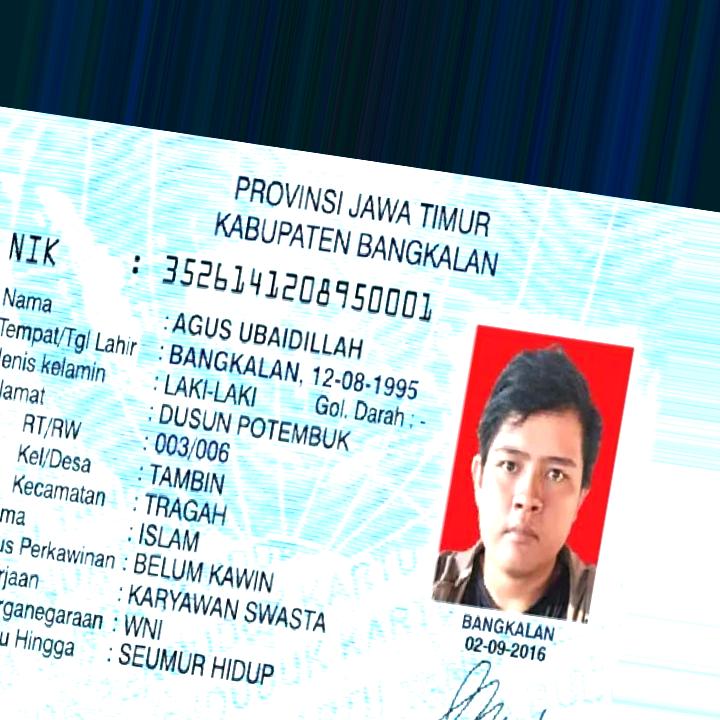 PROVINSI JAWA TIMUR
KABUPATEN BANGKALAN
NIK : 3526141208950001
Nama : AGUS UBAIDILLAH
Tempat/Tgl Lahir : BANGKALAN, 12-08-1995
enis kelamin : LAKI-LAKI Gol. Darah : -
lamat : DUSUN POTEMBUK
RT/RW : 003/006
Kel/Desa : TAMBIN
Kecamatan : TRAGAH
ma : ISLAM
us Perkawinan : BELUM KAWIN
rjaan : KARYAWAN SWASTA
rganegaraan : WNI
u Hingga : SEUMUR HIDUP
BANGKALAN
02-09-2016